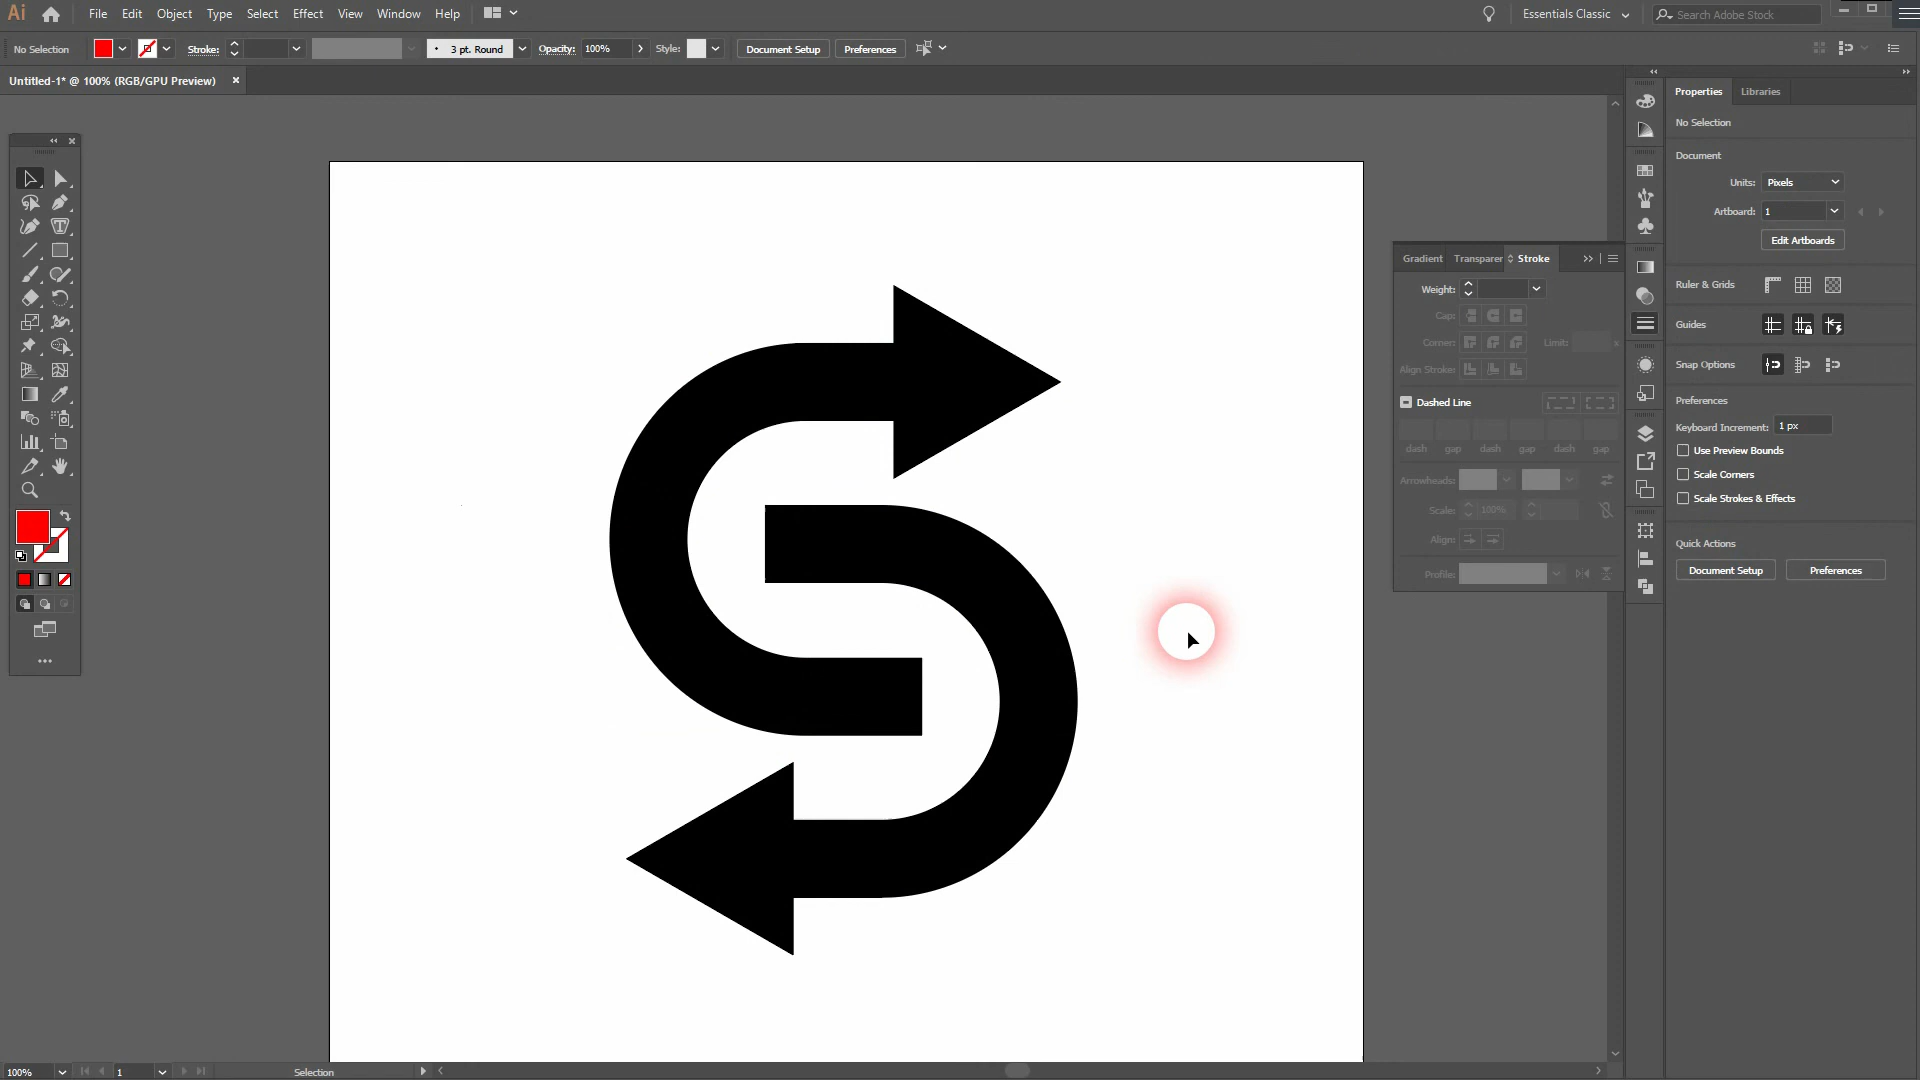 Ai File Edit Object Type Select Effect View Window Help Essentials Classic Search Adobe Stock
No Selection Stroke: 3 pt. Round Opacity: 100% Style: Document Setup Preferences
Untitled-1* @ 100% (RGB/GPU Preview) ×
Properties Libraries
No Selection
Document
Units: Pixels
Artboard: 1
Edit Artboards
Ruler & Grids
Guides
Snap Options
Preferences
Keyboard Increment: 1 px
Use Preview Bounds
Scale Corners
Scale Strokes & Effects
Quick Actions
Document Setup Preferences
Gradient Transparer Stroke
Weight:
Cap:
Corner: Limit: x
Align Stroke:
Dashed Line
dash gap dash gap dash gap
Arrowheads:
Scale: 100%
Align:
Profile:
100% 1 Selection